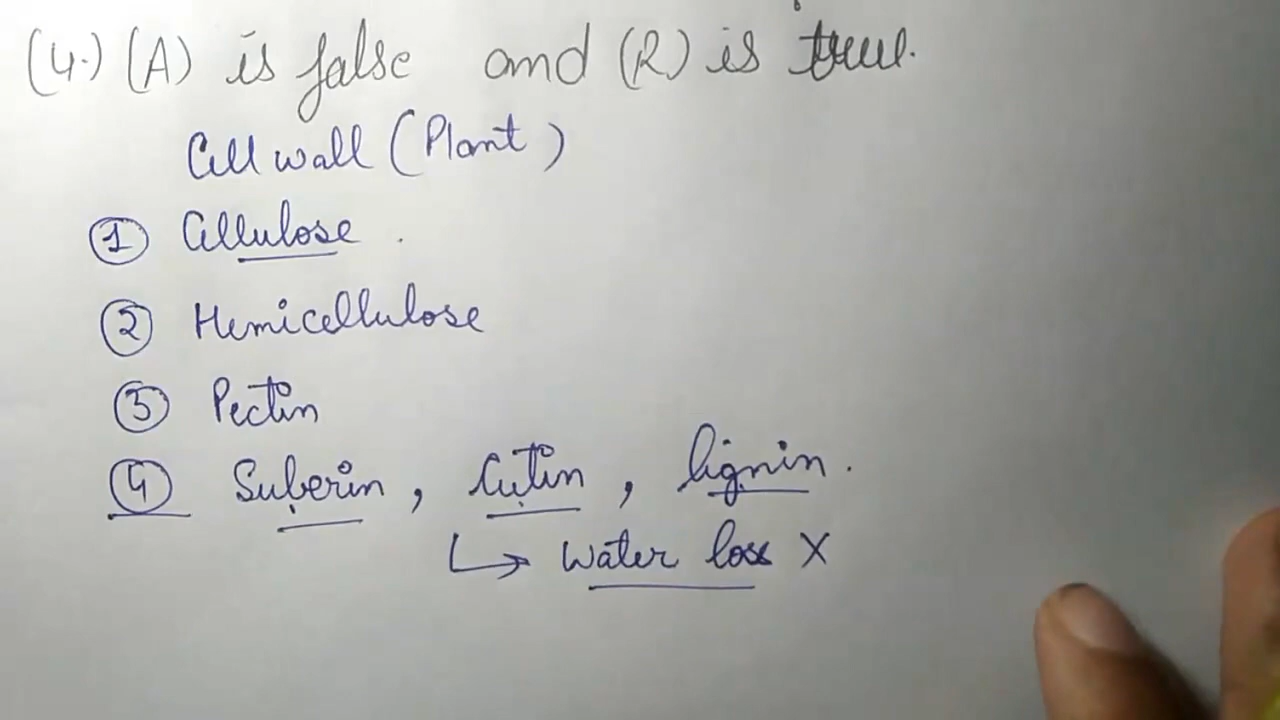 (4.) (A) is false and (R) is true.
Cell wall (Plant)
① Cellulose.
② Hemicellulose
③ Pectin
④ Suberin, Cutin, lignin.
↳ Water loss X